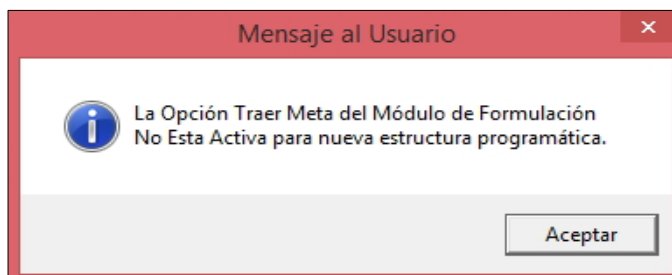 Mensaje al Usuario
La Opción Traer Meta del Módulo de Formulación
No Esta Activa para nueva estructura programática.
Aceptar